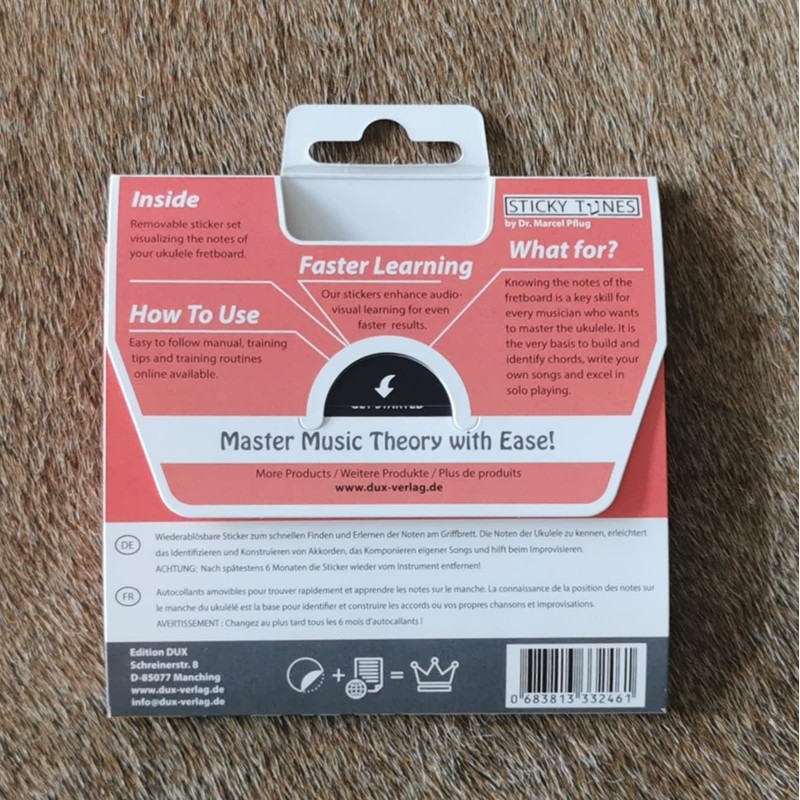 Inside
Removable sticker set
visualizing the notes of
your ukulele fretboard.
STICKY TUNES
by Dr. Marcel Pflug
Faster Learning
Our stickers enhance audio-
visual learning for even
faster results.
What for?
Knowing the notes of the
fretboard is a key skill for
every musician who wants
to master the ukulele. It is
the very basis to build and
identify chords, write your
own songs and excel in
solo playing.
How To Use
Easy to follow manual, training
tips and training routines
online available.
GET STARTED
Master Music Theory with Ease!
More Products / Weitere Produkte / Plus de produits
www.dux-verlag.de
DE
Wiederablösbare Sticker zum schnellen Finden und Erlernen der Noten am Griffbrett. Die Noten der Ukulele zu kennen, erleichtert
das Identifizieren und Konstruieren von Akkorden, das Komponieren eigener Songs und hilft beim Improvisieren.
ACHTUNG: Nach spätestens 6 Monaten die Sticker wieder vom Instrument entfernen!
FR
Autocollants amovibles pour trouver rapidement et apprendre les notes sur le manche. La connaissance de la position des notes sur
le manche du ukulélé est la base pour identifier et construire les accords ou vos propres chansons et improvisations.
AVERTISSEMENT : Changez au plus tard tous les 6 mois d'autocallants !
Edition DUX
Schreinerstr. 8
D-85077 Manching
www.dux-verlag.de
info@dux-verlag.de
0 683813 332461